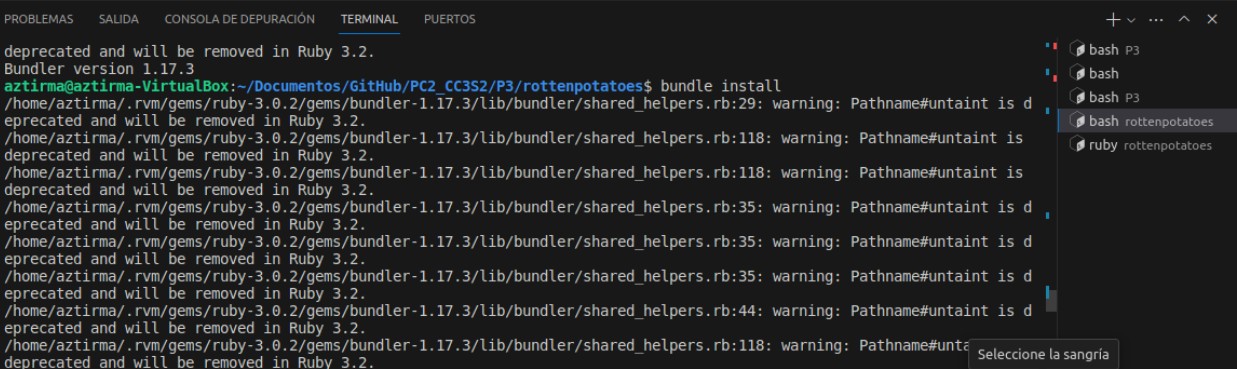 PROBLEMAS SALIDA CONSOLA DE DEPURACIÓN TERMINAL PUERTOS
deprecated and will be removed in Ruby 3.2.
Bundler version 1.17.3
aztirma@aztirma-VirtualBox:~/Documentos/GitHub/PC2_CC3S2/P3/rottenpotatoes$ bundle install
/home/aztirma/.rvm/gems/ruby-3.0.2/gems/bundler-1.17.3/lib/bundler/shared_helpers.rb:29: warning: Pathname#untaint is d
eprecated and will be removed in Ruby 3.2.
/home/aztirma/.rvm/gems/ruby-3.0.2/gems/bundler-1.17.3/lib/bundler/shared_helpers.rb:118: warning: Pathname#untaint is
deprecated and will be removed in Ruby 3.2.
/home/aztirma/.rvm/gems/ruby-3.0.2/gems/bundler-1.17.3/lib/bundler/shared_helpers.rb:118: warning: Pathname#untaint is
deprecated and will be removed in Ruby 3.2.
/home/aztirma/.rvm/gems/ruby-3.0.2/gems/bundler-1.17.3/lib/bundler/shared_helpers.rb:35: warning: Pathname#untaint is d
eprecated and will be removed in Ruby 3.2.
/home/aztirma/.rvm/gems/ruby-3.0.2/gems/bundler-1.17.3/lib/bundler/shared_helpers.rb:35: warning: Pathname#untaint is d
eprecated and will be removed in Ruby 3.2.
/home/aztirma/.rvm/gems/ruby-3.0.2/gems/bundler-1.17.3/lib/bundler/shared_helpers.rb:35: warning: Pathname#untaint is d
eprecated and will be removed in Ruby 3.2.
/home/aztirma/.rvm/gems/ruby-3.0.2/gems/bundler-1.17.3/lib/bundler/shared_helpers.rb:44: warning: Pathname#untaint is d
eprecated and will be removed in Ruby 3.2.
/home/aztirma/.rvm/gems/ruby-3.0.2/gems/bundler-1.17.3/lib/bundler/shared_helpers.rb:118: warning: Pathname#unta
deprecated and will be removed in Ruby 3.2.
bash P3
bash
bash P3
bash rottenpotatoes
ruby rottenpotatoes
Seleccione la sangría